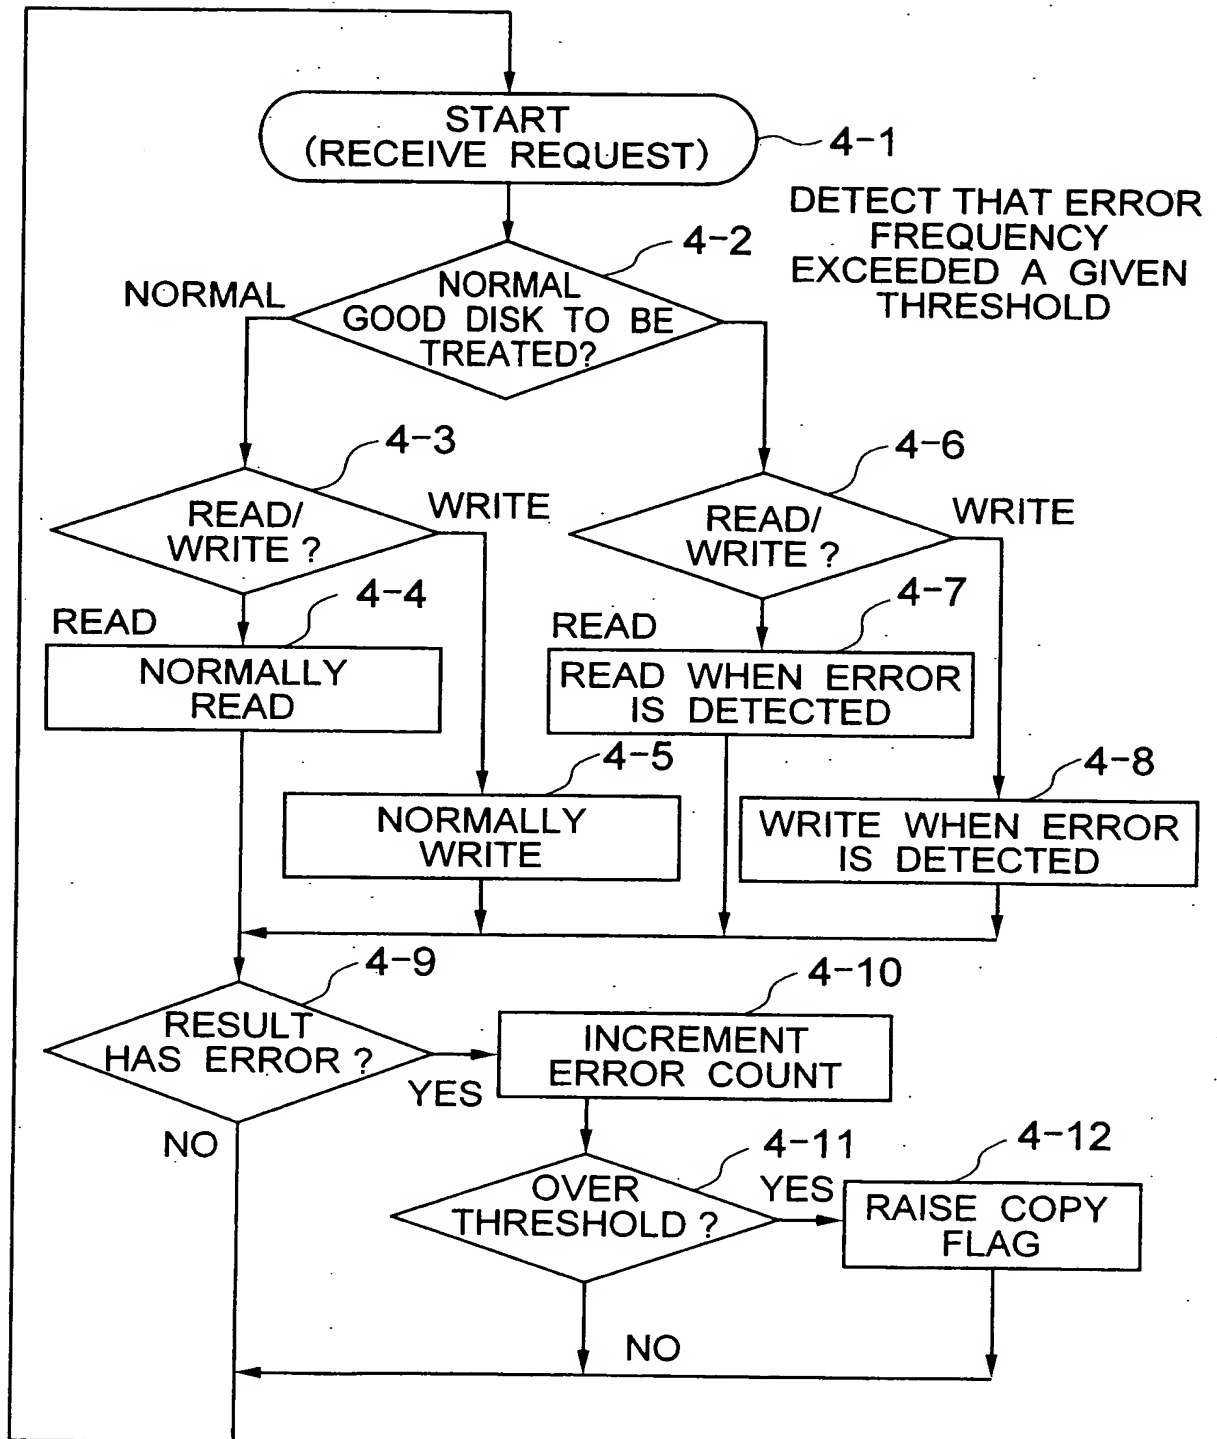 START
(RECEIVE REQUEST)
4-1
DETECT THAT ERROR
FREQUENCY
EXCEEDED A GIVEN
THRESHOLD
4-2
NORMAL
NORMAL
GOOD DISK TO BE
TREATED?
4-3
READ/
WRITE ?
WRITE
4-6
READ/
WRITE ?
WRITE
4-4
READ
NORMALLY
READ
4-7
READ
READ WHEN ERROR
IS DETECTED
4-5
NORMALLY
WRITE
4-8
WRITE WHEN ERROR
IS DETECTED
4-9
RESULT
HAS ERROR ?
YES
NO
4-10
INCREMENT
ERROR COUNT
4-11
OVER
THRESHOLD ?
YES
NO
4-12
RAISE COPY
FLAG